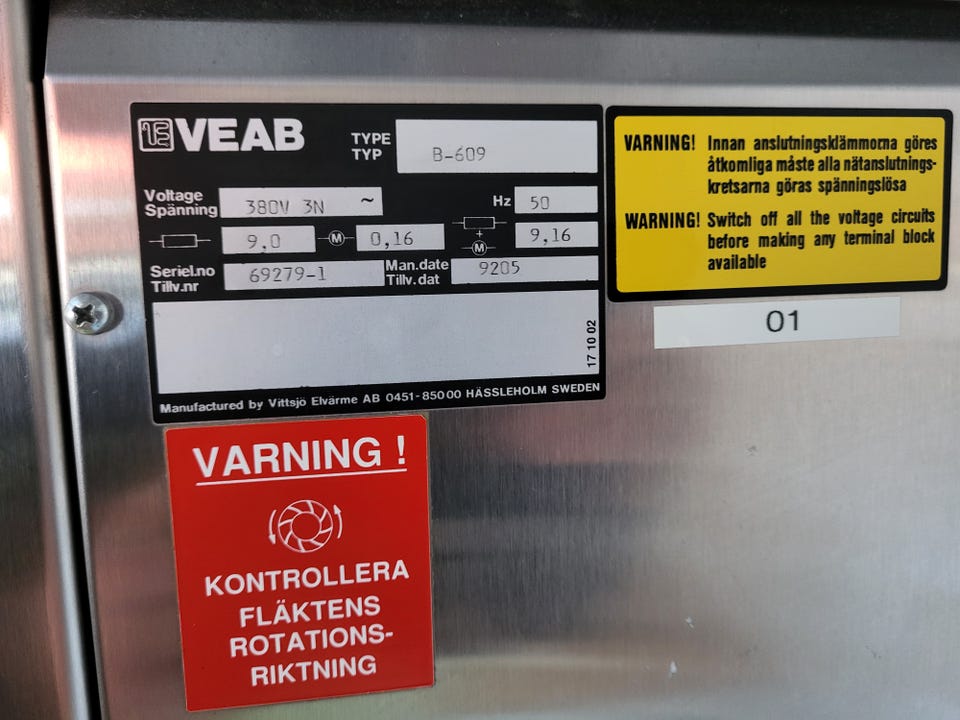 VEAB
TYPE
TYP
B-609
Voltage
Spänning
380V 3N ~
Hz
50
9,0
M
0,16
+
M
9,16
Seriel.no
Tillv.nr
69279-1
Man.date
Tillv.dat
9205
17 10 02
Manufactured by Vittsjö Elvärme AB 0451-85000 HÄSSLEHOLM SWEDEN
VARNING! Innan anslutningsklämmorna göres
åtkomliga måste alla nätanslutnings-
kretsarna göras spänningslösa
WARNING! Switch off all the voltage circuits
before making any terminal block
available
01
VARNING !
KONTROLLERA
FLÄKTENS
ROTATIONS-
RIKTNING